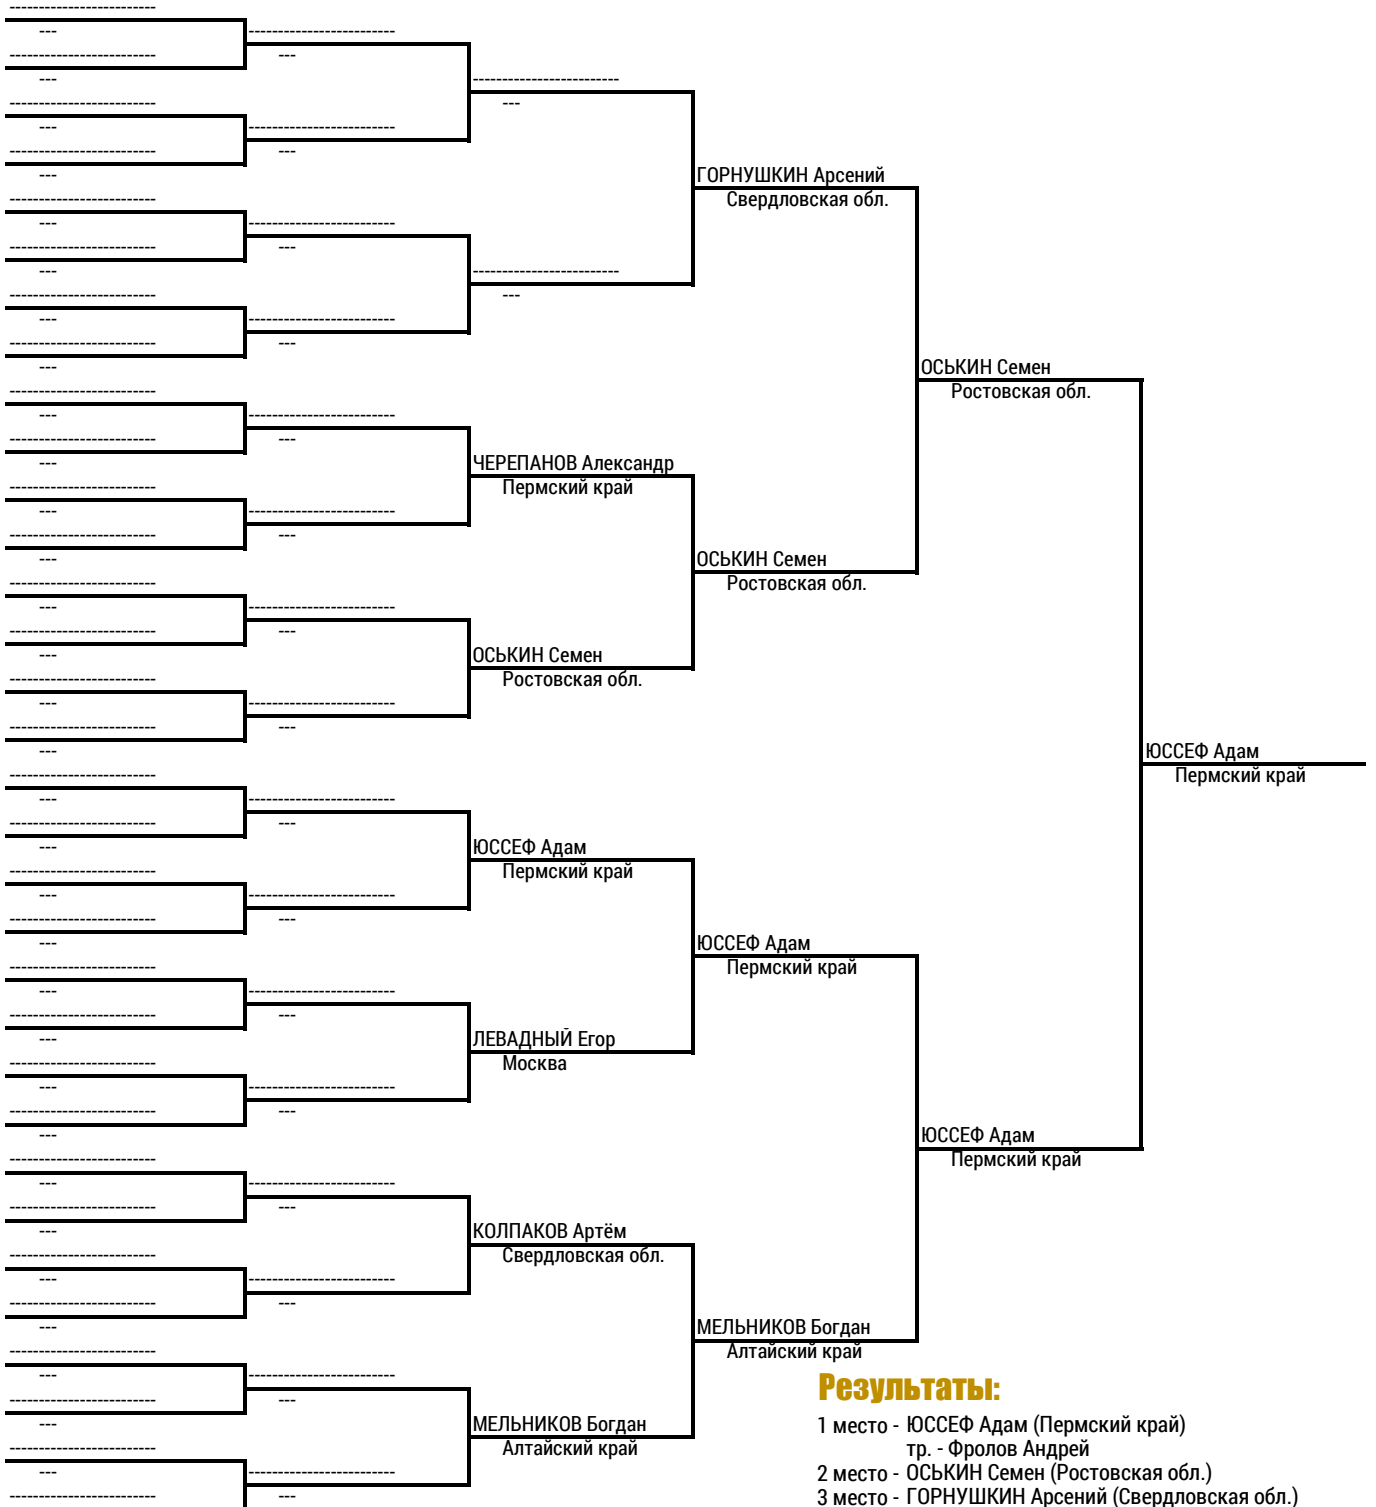 ГОРНУШКИН Арсений
Свердловская обл.
ОСЬКИН Семен
Ростовская обл.
ЧЕРЕПАНОВ Александр
Пермский край
ОСЬКИН Семен
Ростовская обл.
ОСЬКИН Семен
Ростовская обл.
ЮССЕФ Адам
Пермский край
ЮССЕФ Адам
Пермский край
ЮССЕФ Адам
Пермский край
ЛЕВАДНЫЙ Егор
Москва
ЮССЕФ Адам
Пермский край
КОЛПАКОВ Артём
Свердловская обл.
МЕЛЬНИКОВ Богдан
Алтайский край
МЕЛЬНИКОВ Богдан
Алтайский край
Результаты:
1 место - ЮССЕФ Адам (Пермский край)
тр. - Фролов Андрей
2 место - ОСЬКИН Семен (Ростовская обл.)
3 место - ГОРНУШКИН Арсений (Свердловская обл.)